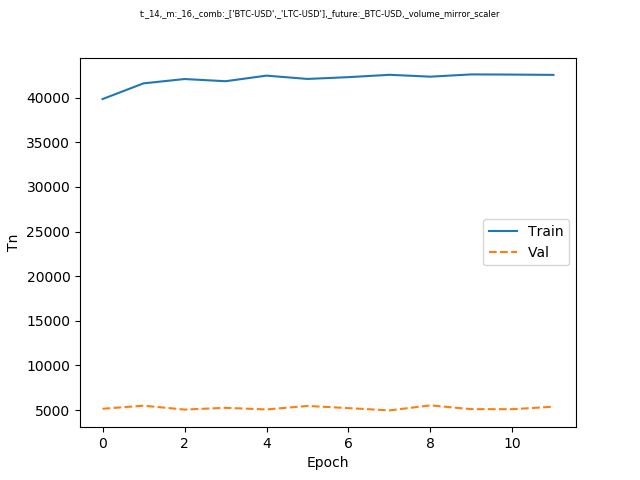 t:_14,_m:_16,_comb:_['BTC-USD',_'LTC-USD'],_future:_BTC-USD,_volume_mirror_scaler
40000
35000
30000
25000
20000
15000
10000
5000
Tn
Train
Val
0 2 4 6 8 10
Epoch